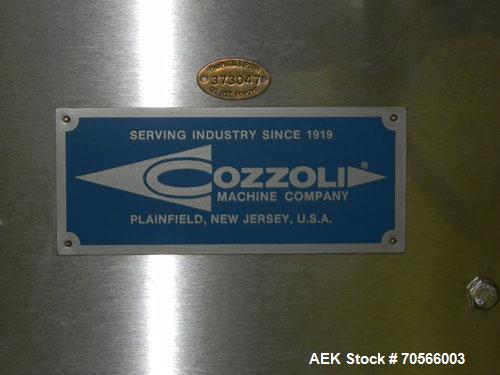 373047
SERVING INDUSTRY SINCE 1919
COZZOLI®
MACHINE COMPANY
PLAINFIELD, NEW JERSEY, U.S.A.
AEK Stock # 70566003